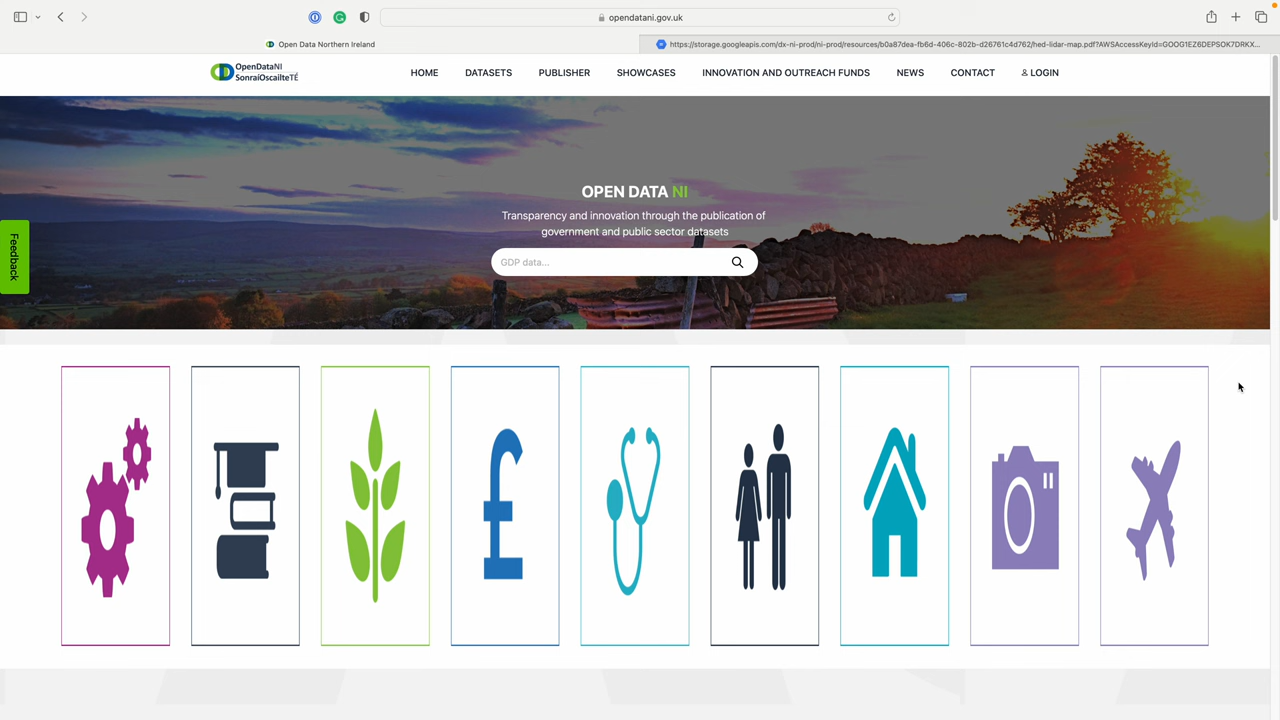 opendatani.gov.uk
Open Data Northern Ireland
https://storage.googleapis.com/dx-ni-prod/ni-prod/resources/b0a87dea-fb6d-406c-802b-d26761c4d762/hed-lidar-map.pdf?AWSAccessKeyId=GOOG1EZ6DEPSOK7DRKX...
OpenDataNI
SonraíOscailteTÉ
HOME
DATASETS
PUBLISHER
SHOWCASES
INNOVATION AND OUTREACH FUNDS
NEWS
CONTACT
LOGIN
OPEN DATA NI
Transparency and innovation through the publication of
government and public sector datasets
GDP data...
Feedback